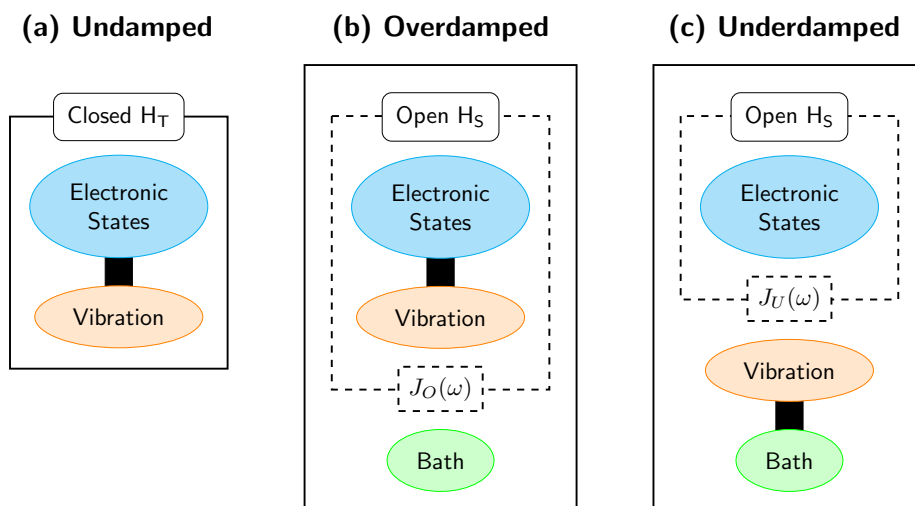 (a) Undamped
Closed H_T
Electronic
States
Vibration
(b) Overdamped
Open H_S
Electronic
States
Vibration
J_O(ω)
Bath
(c) Underdamped
Open H_S
Electronic
States
J_U(ω)
Vibration
Bath